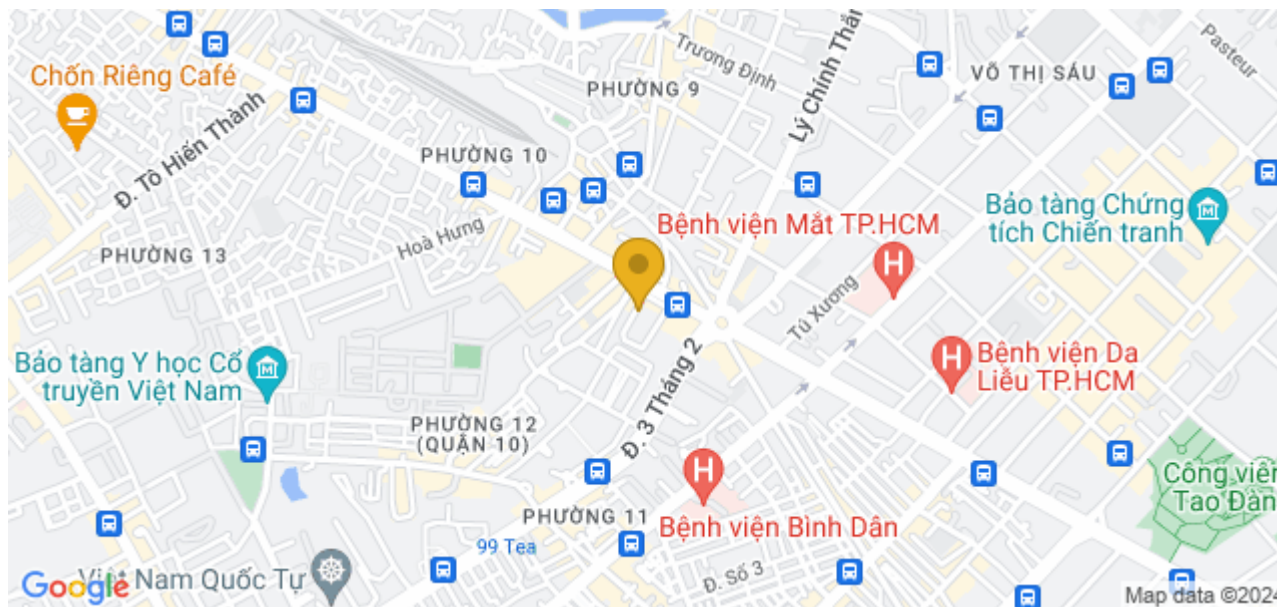 Pasteur
Trương Định
Lý Chính Thắn
VÕ THỊ SÁU
Chốn Riêng Café
PHƯỜNG 9
Đ. Tô Hiến Thành
PHƯỜNG 10
Bệnh viện Mắt TP.HCM
Bảo tàng Chứng
tích Chiến tranh
Hoà Hưng
PHƯỜNG 13
Tú Xương
Bảo tàng Y học Cổ
truyền Việt Nam
Đ. 3 Tháng 2
Bệnh viện Da
Liễu TP.HCM
PHƯỜNG 12
(QUẬN 10)
Công viên
Tao Đàn
PHƯỜNG 11
Bệnh viện Bình Dân
99 Tea
Đ. Số 3
Việt Nam Quốc Tự
Google
Map data ©2024